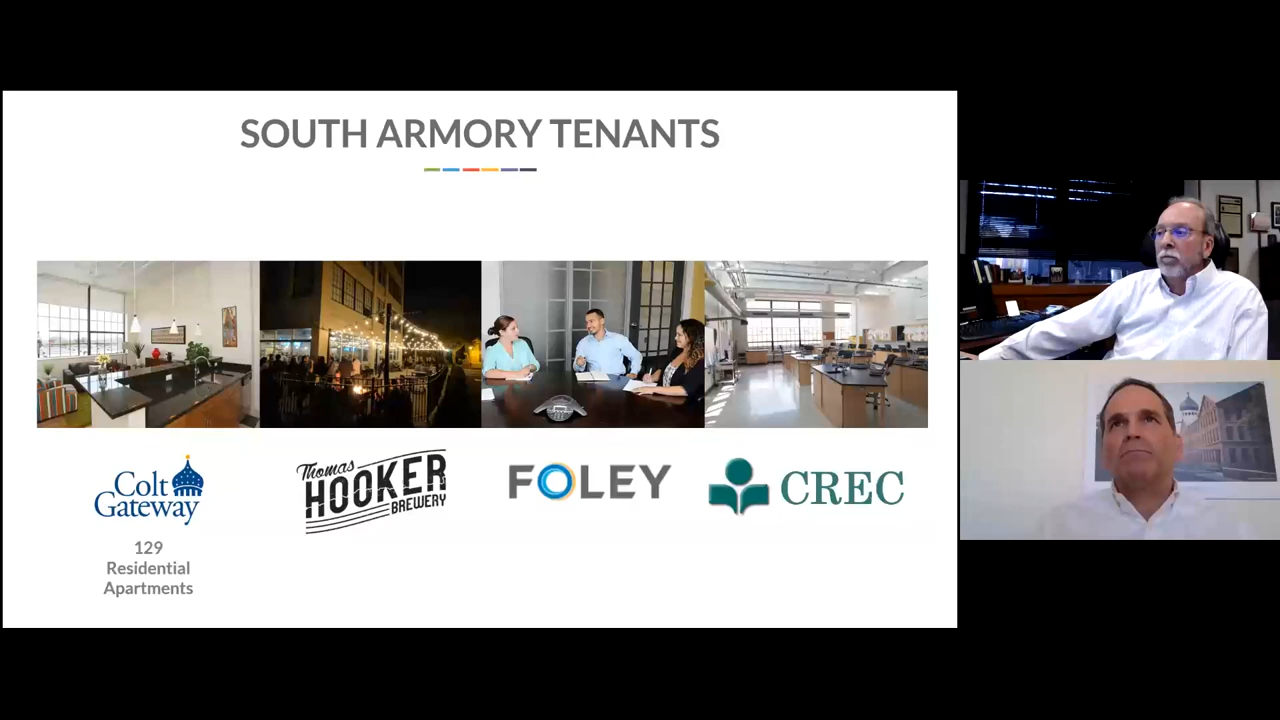 SOUTH ARMORY TENANTS
Colt
Gateway
Thomas
HOOKER
BREWERY
FOLEY
CREC
129
Residential
Apartments